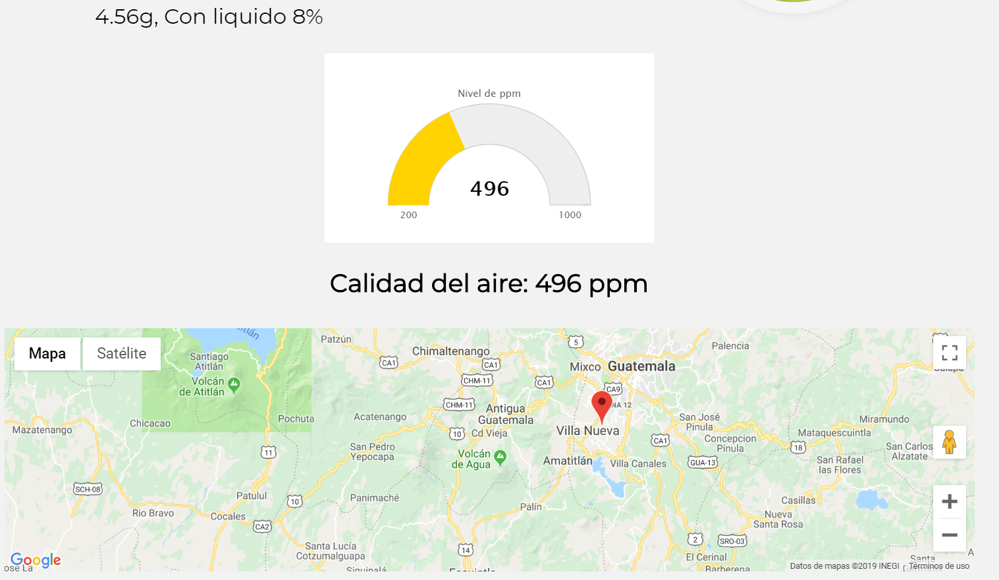 4.56g, Con liquido 8%
Nivel de ppm
496
200
1000
Calidad del aire: 496 ppm
Mapa
Satélite
Patzún
Chimaltenango
5
Palencia
Santiago
Atitlán
CA1
CA1
Mixco
Guatemala
Volcán
de Atitlán
CHM-11
CA1
CA9
CHM-11
Antigua
Guatemala
NA 12
Mazatenango
Chicacao
Pochuta
Acatenango
10
Cd Vieja
Villa Nueva
San José
Pinula
CA1
Concepcion
Pinula
Miramundo
Mataquescuintla
18
San Carlos
Alzatate
11
San Pedro
Yepocapa
Volcán
de Agua
Amatitlán
Villa Canales
GUA-13
San Rafael
las Flores
SCH-08
Patulul
10
Panimaché
Palín
Casillas
Rio Bravo
Cocales
CA2
Nueva
Santa Rosa
Santa Lucía
Cotzumalguapa
14
2
SRO-03
El Cerinal
Barberena
Santa
Google
Datos de mapas ©2019 INEGI
Términos de uso